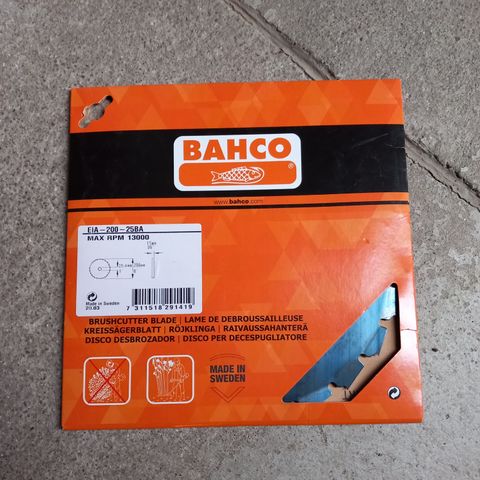 BAHCO
www.bahco.com
EIA-200-25BA
MAX RPM 13000
Made in Sweden
7 311518 291419
BRUSHCUTTER BLADE | LAME DE DEBROUSSAILLEUSE
KREISSÄGERBLATT | RÖJKLINGA | RAIVAUSSAHANTERÄ
DISCO DESBROZADOR | DISCO PER DECESPUGLIATORE
MADE IN
SWEDEN